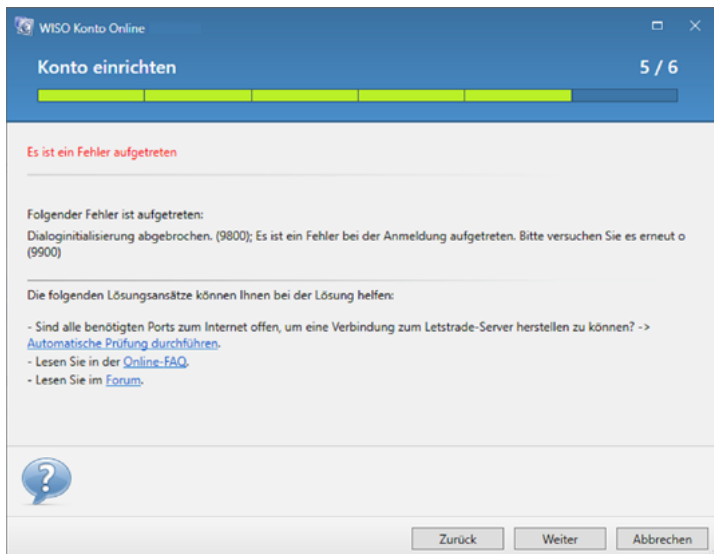 WISO Konto Online
Konto einrichten
5 / 6
Es ist ein Fehler aufgetreten
Folgender Fehler ist aufgetreten:
Dialoginitialisierung abgebrochen. (9800); Es ist ein Fehler bei der Anmeldung aufgetreten. Bitte versuchen Sie es erneut o
(9900)
Die folgenden Lösungsansätze können Ihnen bei der Lösung helfen:
- Sind alle benötigten Ports zum Internet offen, um eine Verbindung zum Letstrade-Server herstellen zu können? ->
Automatische Prüfung durchführen.
- Lesen Sie in der Online-FAQ.
- Lesen Sie im Forum.
?
Zurück
Weiter
Abbrechen